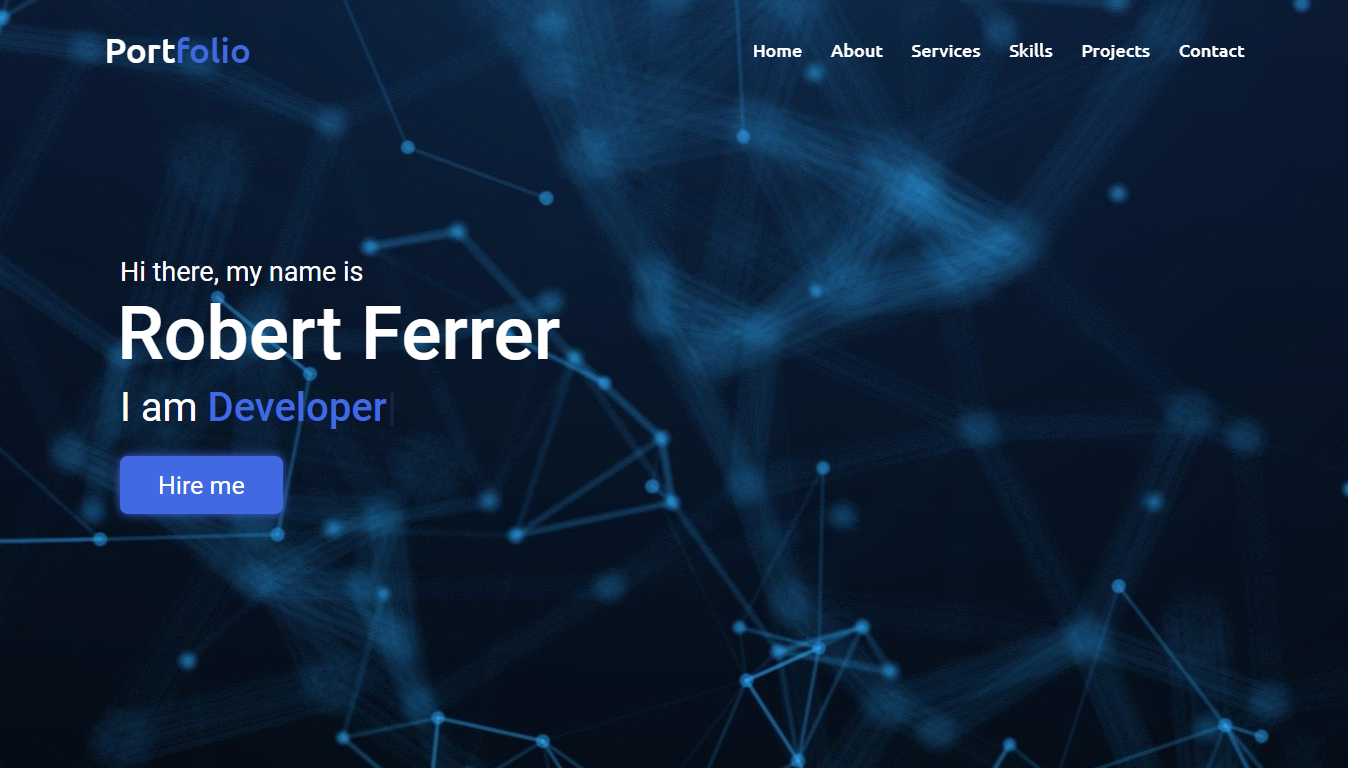 Portfolio
Home About Services Skills Projects Contact
Hi there, my name is
Robert Ferrer
I am Developer
Hire me